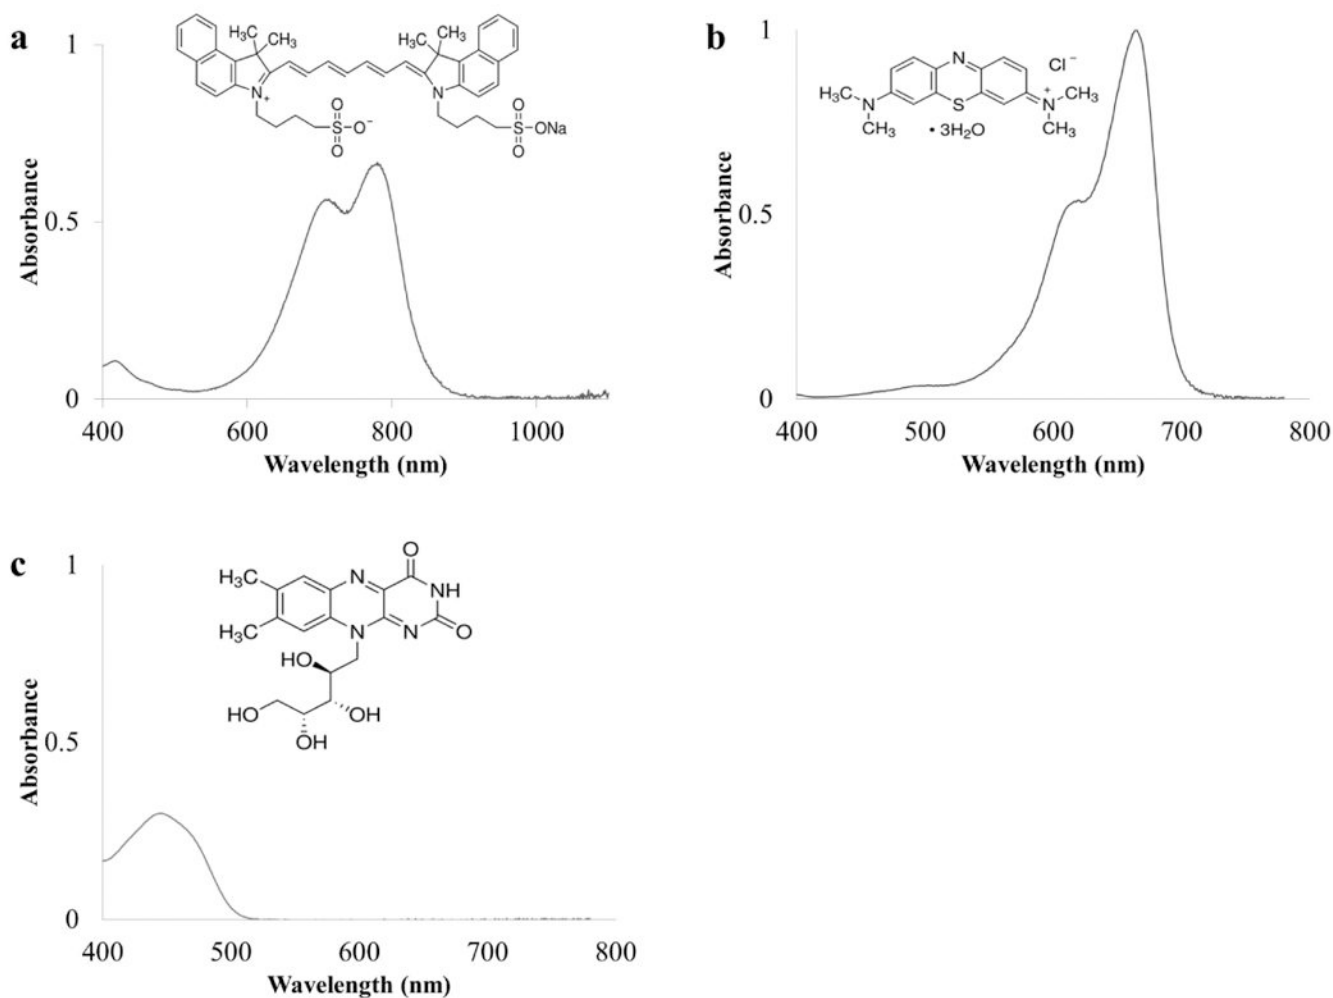 a
1
0.5
0
400 600 800 1000
Wavelength (nm)
Absorbance
H₃C CH₃ H₃C CH₃
N⁺ N
O O
S O⁻ S ONa
O O
b
1
0.5
0
400 500 600 700 800
Wavelength (nm)
Absorbance
N Cl⁻
H₃C N S N⁺ CH₃
CH₃ • 3H₂O CH₃
c
1
0.5
0
400 500 600 700 800
Wavelength (nm)
Absorbance
O
H₃C N NH
H₃C N N O
HO
HO OH
OH